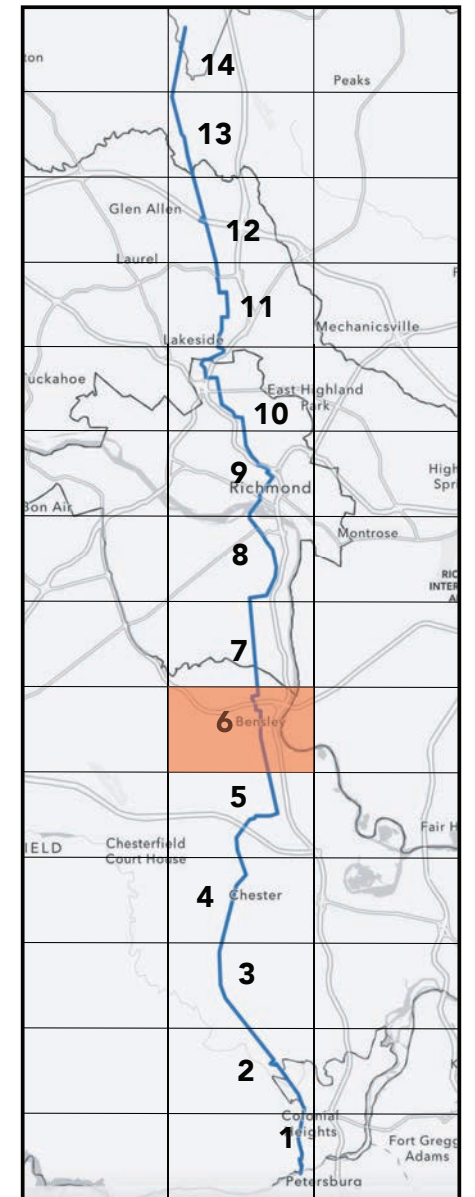 ton
14
Peaks
13
Glen Allen
12
Laurel
11
Mechanicsville
Lakeside
uckahoe
East Highland
Park
10
9
High
Spri
Richmond
Bon Air
Montrose
8
RIC
INTER
A
7
6
Bensley
5
Fair H
IELD
Chesterfield
Court House
4
Chester
3
2
K
Colonial
Heights
1
Fort Gregg
Adams
Petersburg